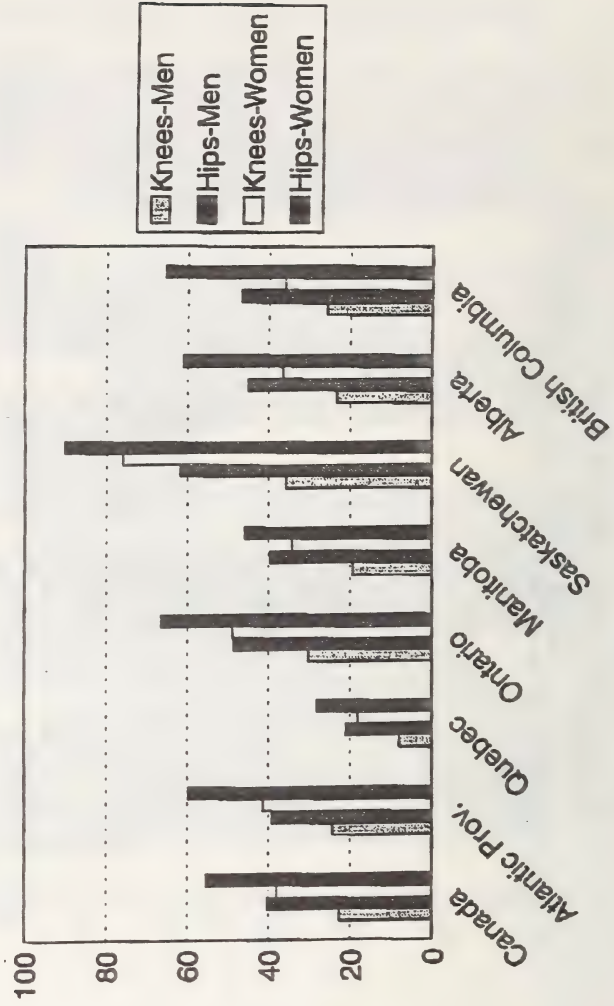 Knees-Men
Hips-Men
Knees-Women
Hips-Women
100
80
60
40
20
0
Canada
Atlantic Prov.
Quebec
Ontario
Manitoba
Saskatchewan
Alberta
British Columbia